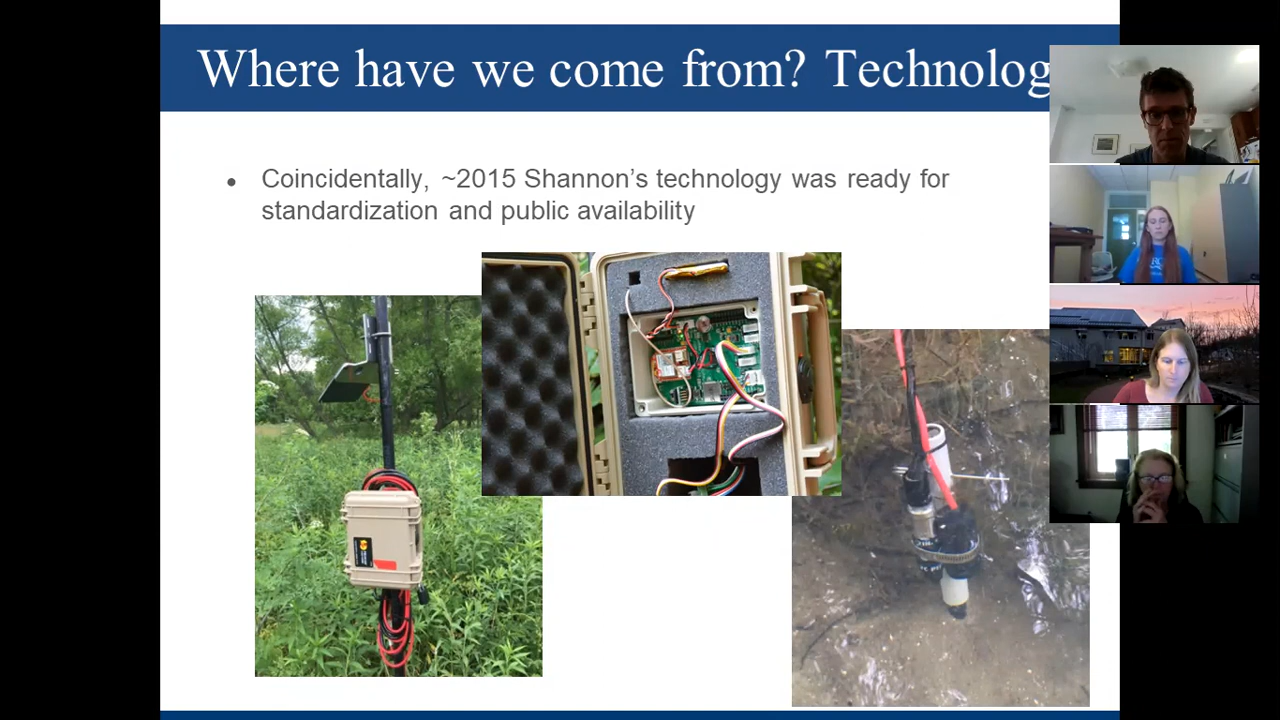 Where have we come from? Technolog
Coincidentally, ~2015 Shannon’s technology was ready for
standardization and public availability